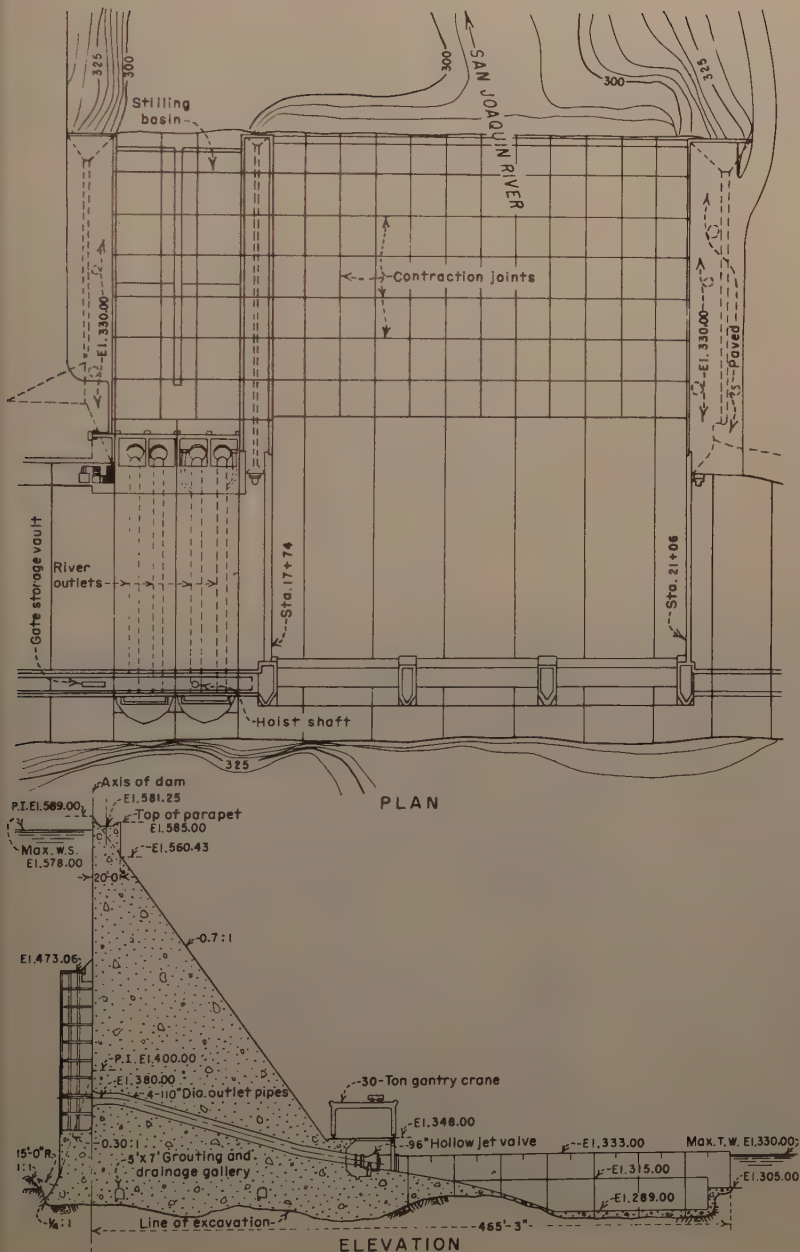 325
300
Stilling
basin
300
SAN JOAQUIN RIVER
300
325
El. 330.00
Contraction joints
El. 330.00
Paved
Gate storage vault
River
outlets
Sta. 17+74
Sta. 21+06
Hoist shaft
325
PLAN
Axis of dam
P.I. El. 589.00
El. 581.25
Top of parapet
El. 585.00
Max. W.S.
El. 578.00
El. 560.43
20'-0"
0.7:1
El. 473.06
P.I. El. 400.00
El. 380.00
4-110" Dia. outlet pipes
30-Ton gantry crane
El. 348.00
96" Hollow jet valve
El. 333.00
Max. T.W. El. 330.00
15'-0" R.
1:1
0.30:1
5'x7' Grouting and
drainage gallery
El. 315.00
El. 305.00
El. 289.00
Line of excavation
465'-3"
ELEVATION